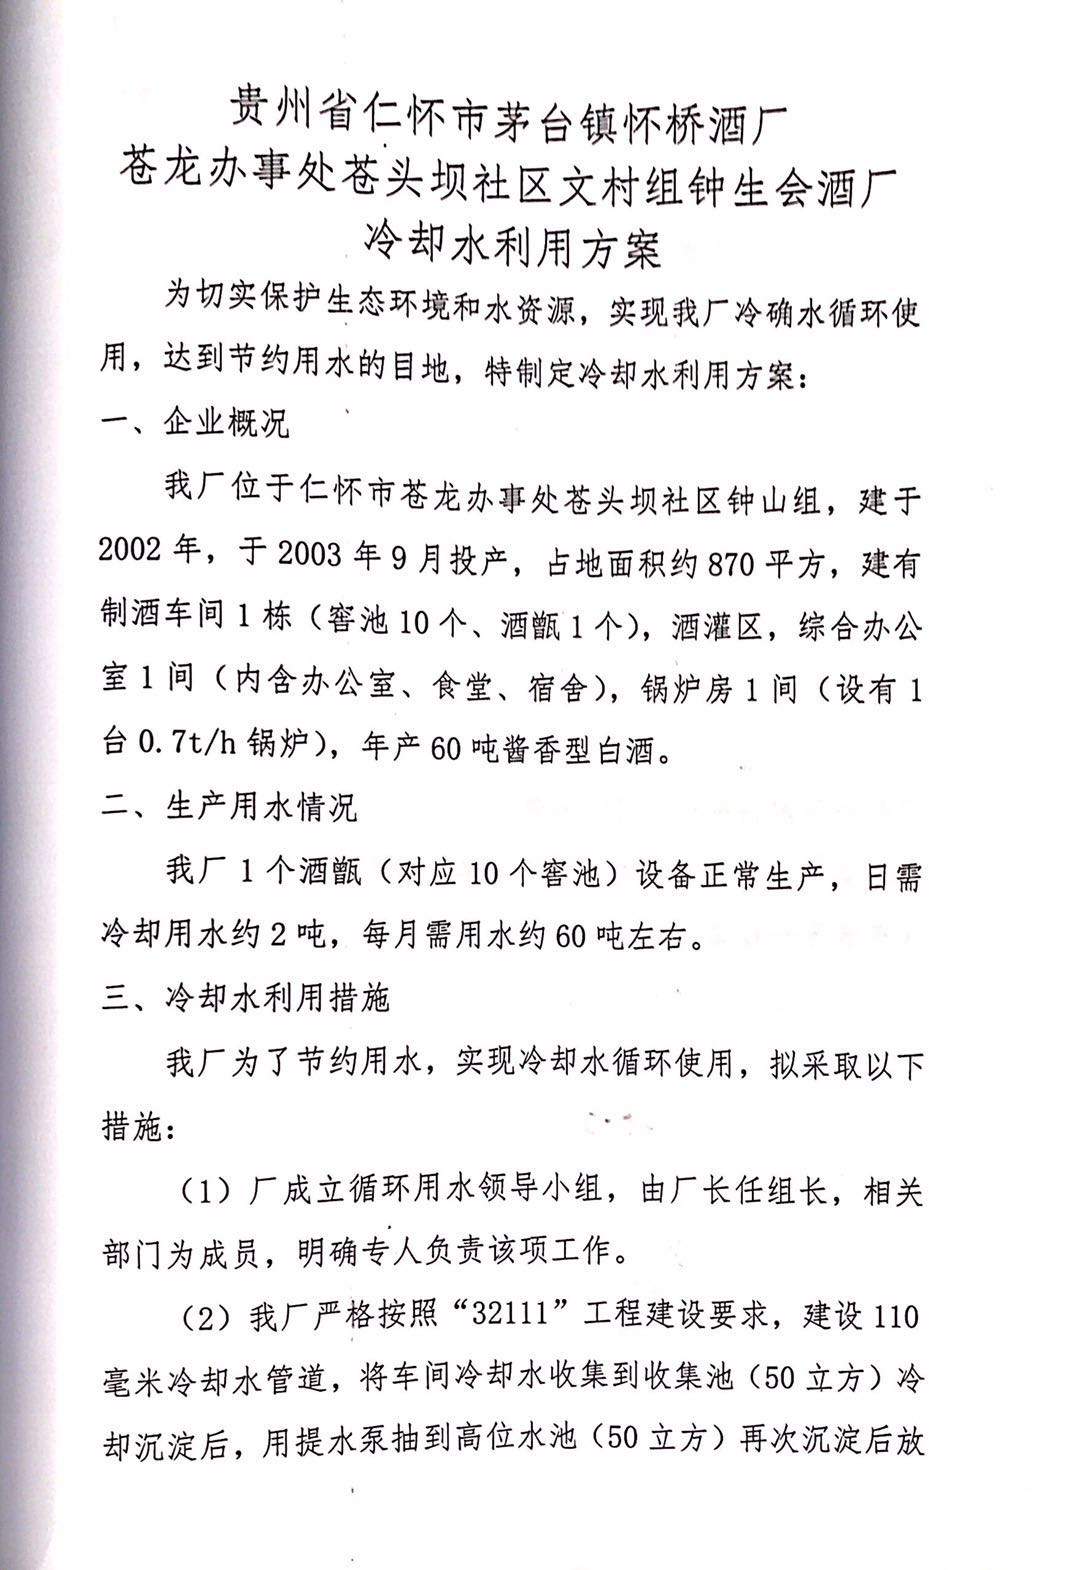 贵州省仁怀市茅台镇怀桥酒厂
苍龙办事处苍头坝社区文村组钟生会酒厂
冷却水利用方案
为切实保护生态环境和水资源，实现我厂冷确水循环使
用，达到节约用水的目地，特制定冷却水利用方案：
一、企业概况
我厂位于仁怀市苍龙办事处苍头坝社区钟山组，建于
2002年，于2003年9月投产，占地面积约870平方，建有
制酒车间1栋（窖池10个、酒甑1个），酒灌区，综合办公
室1间（内含办公室、食堂、宿舍），锅炉房1间（设有1
台0.7t/h锅炉），年产60吨酱香型白酒。
二、生产用水情况
我厂1个酒甑（对应10个窖池）设备正常生产，日需
冷却用水约2吨，每月需用水约60吨左右。
三、冷却水利用措施
我厂为了节约用水，实现冷却水循环使用，拟采取以下
措施：
（1）厂成立循环用水领导小组，由厂长任组长，相关
部门为成员，明确专人负责该项工作。
（2）我厂严格按照“32111”工程建设要求，建设110
毫米冷却水管道，将车间冷却水收集到收集池（50立方）冷
却沉淀后，用提水泵抽到高位水池（50立方）再次沉淀后放